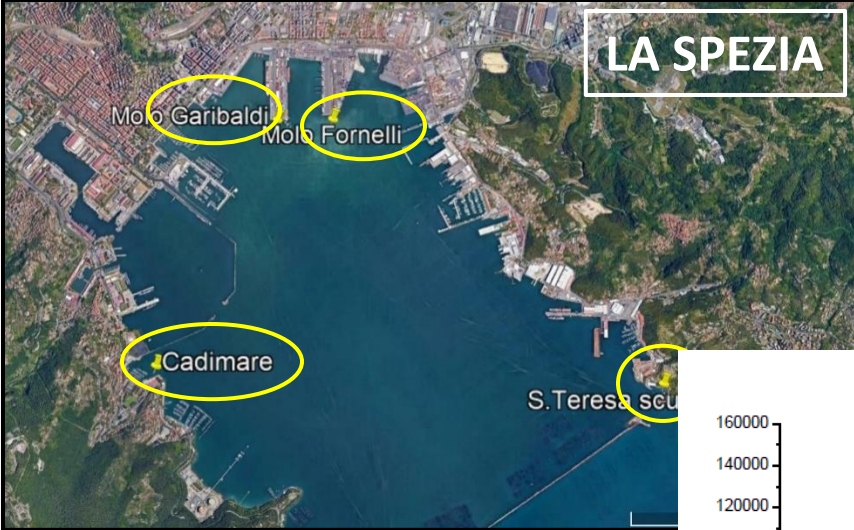 LA SPEZIA
Molo Garibaldi
Molo Fornelli
Cadimare
S.Teresa scu
160000
140000
120000